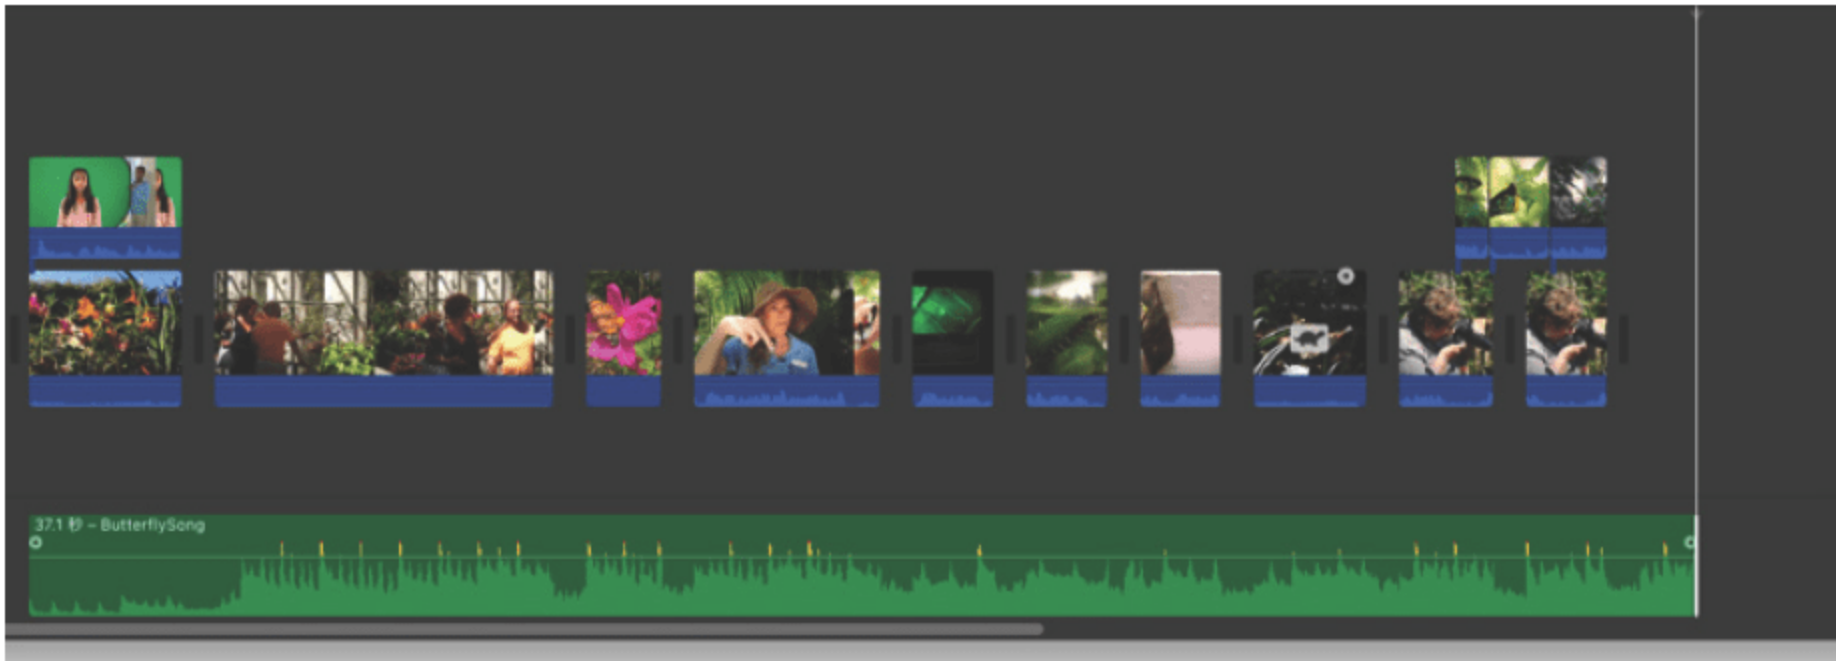 37.1 秒 – ButterflySong